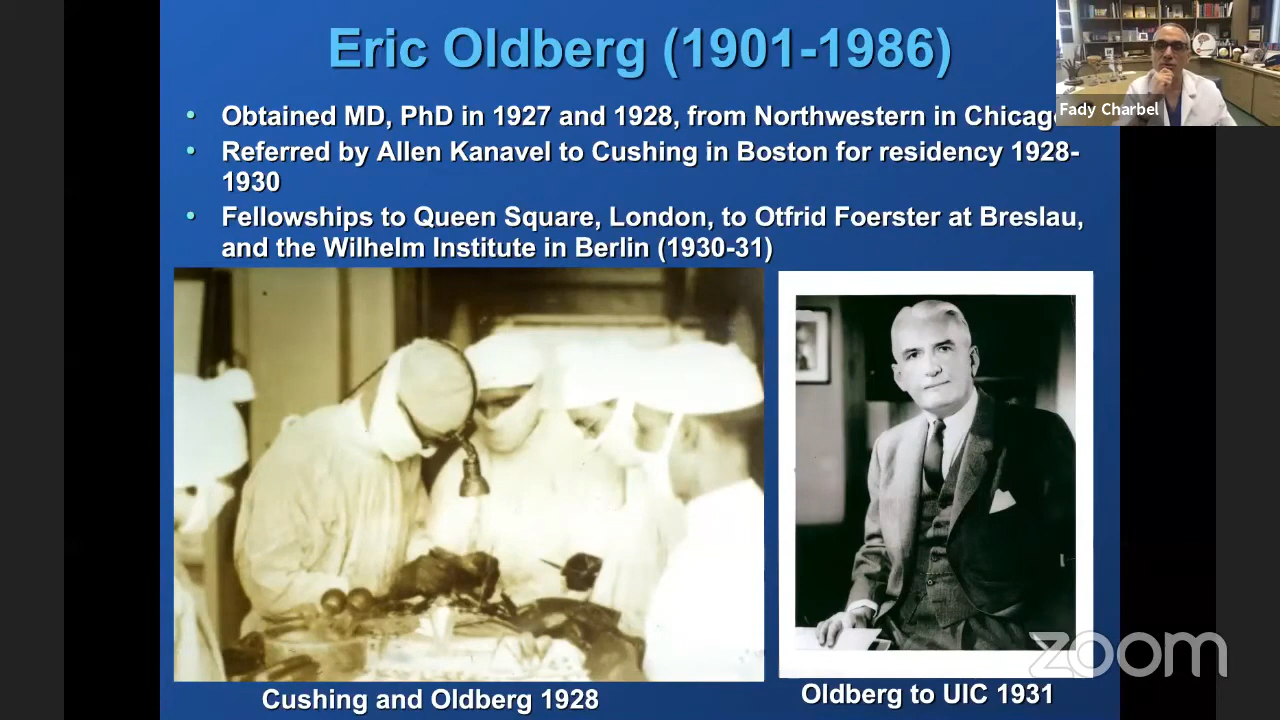 Eric Oldberg (1901-1986)
Fady Charbel
• Obtained MD, PhD in 1927 and 1928, from Northwestern in Chicag
• Referred by Allen Kanavel to Cushing in Boston for residency 1928-
1930
• Fellowships to Queen Square, London, to Otfrid Foerster at Breslau,
and the Wilhelm Institute in Berlin (1930-31)
Cushing and Oldberg 1928
Oldberg to UIC 1931
zoom